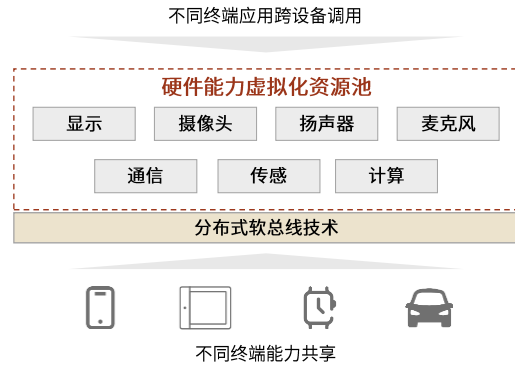 不同终端应用跨设备调用
硬件能力虚拟化资源池
显示 摄像头 扬声器 麦克风
通信 传感 计算
分布式软总线技术
不同终端能力共享